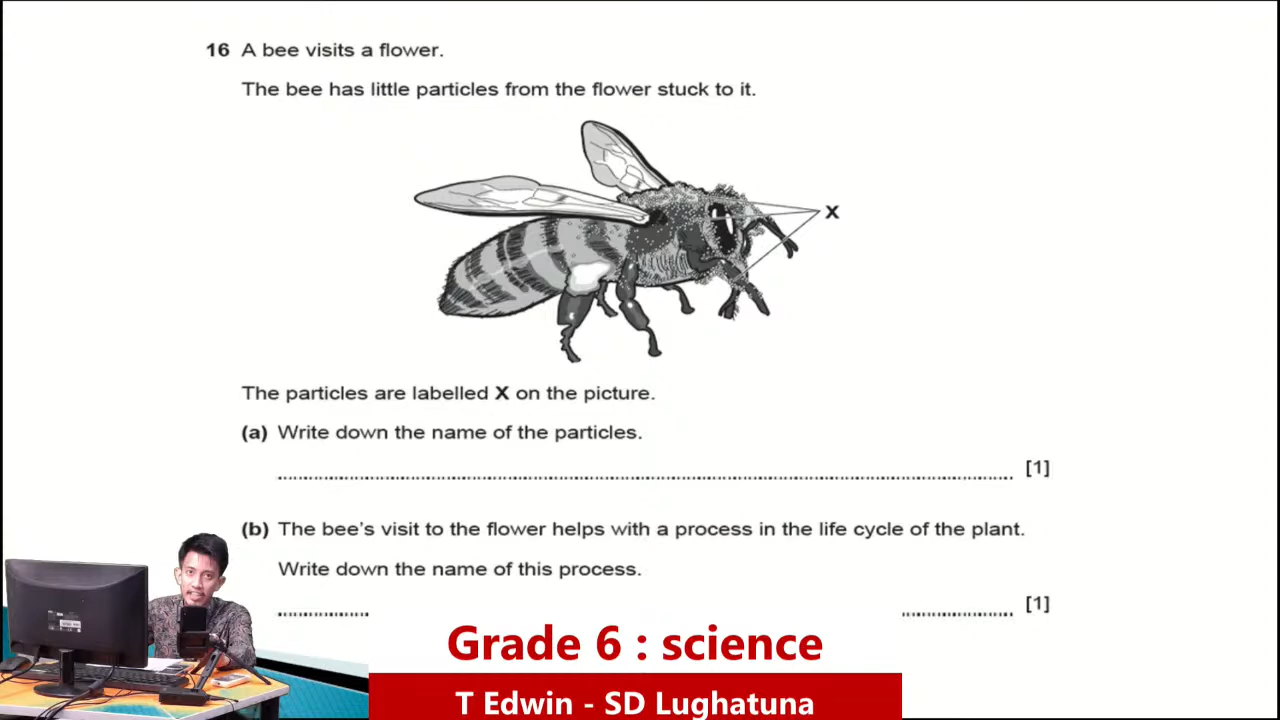 16 A bee visits a flower.
The bee has little particles from the flower stuck to it.
X
The particles are labelled X on the picture.
(a) Write down the name of the particles.
[1]
(b) The bee's visit to the flower helps with a process in the life cycle of the plant.
Write down the name of this process.
[1]
Grade 6 : science
T Edwin - SD Lughatuna